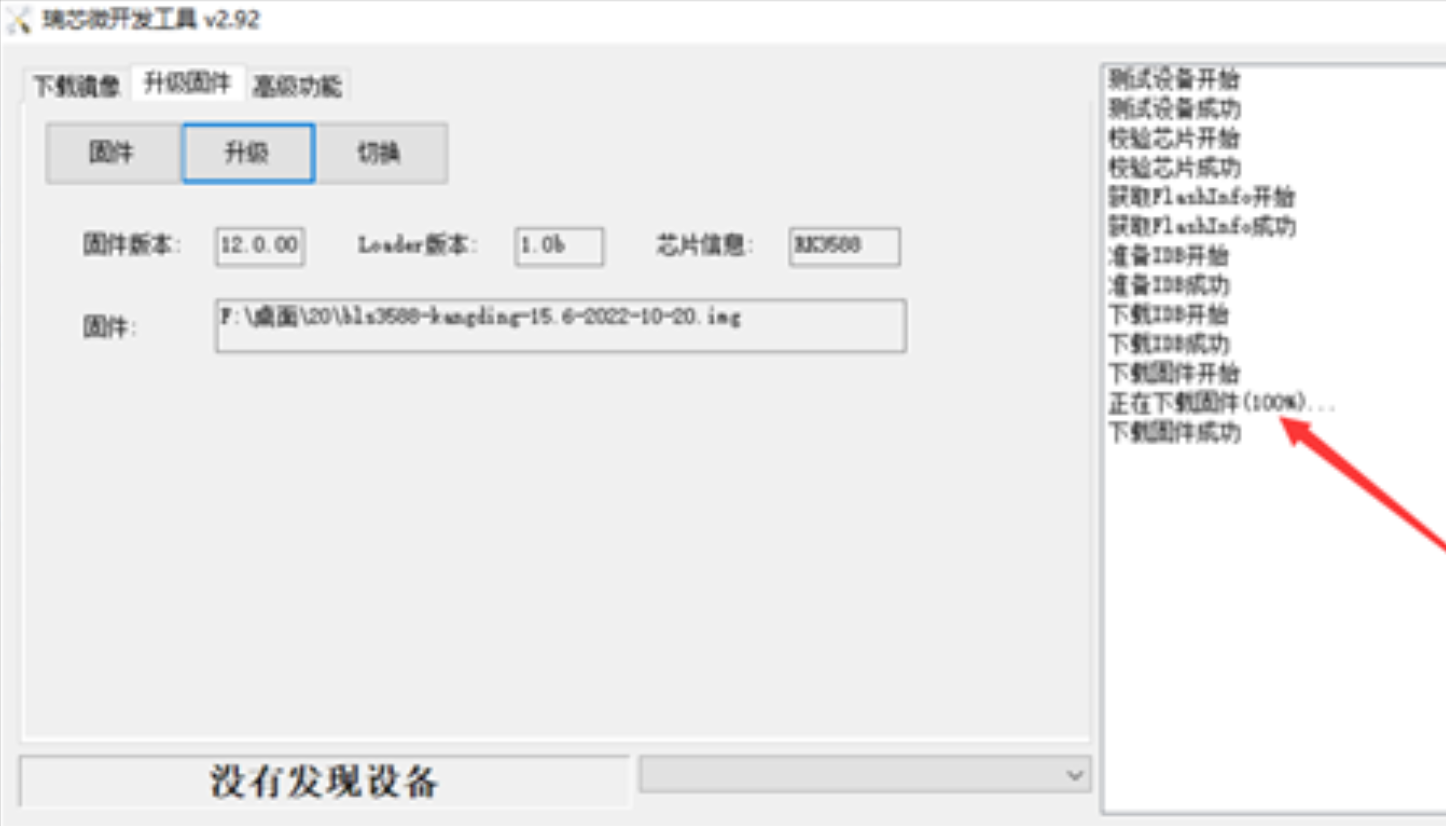 瑞芯微开发工具 v2.92
下载镜像 升级固件 高级功能
固件 升级 切换
固件版本: 12.0.00 Loader版本: 1.0b 芯片信息: RK3588
固件: F:\桌面\20\bls3588-kangding-15.6-2022-10-20.img
没有发现设备
测试设备开始
测试设备成功
校验芯片开始
校验芯片成功
获取FlashInfo开始
获取FlashInfo成功
准备IDB开始
准备IDB成功
下载IDB开始
下载IDB成功
下载固件开始
正在下载固件(100%)...
下载固件成功